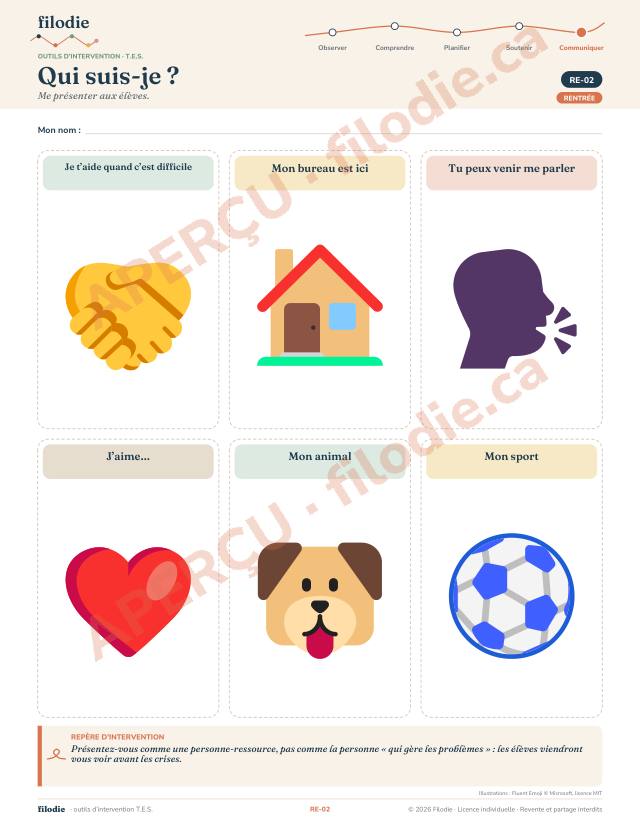 filodie
OUTILS D'INTERVENTION · T.E.S.
Qui suis-je ?
Me présenter aux élèves.
Observer
Comprendre
Planifier
Soutenir
Communiquer
RE-02
RENTRÉE
Mon nom :
Je t'aide quand c'est difficile
Mon bureau est ici
Tu peux venir me parler
APERÇU · filodie.ca
J'aime...
Mon animal
Mon sport
APERÇU · filodie.ca
REPÈRE D'INTERVENTION
Présentez-vous comme une personne-ressource, pas comme la personne « qui gère les problèmes » : les élèves viendront
vous voir avant les crises.
Illustrations : Fluent Emoji © Microsoft, licence MIT
filodie · outils d'intervention T.E.S.
RE-02
© 2026 Filodie · Licence individuelle · Revente et partage interdits